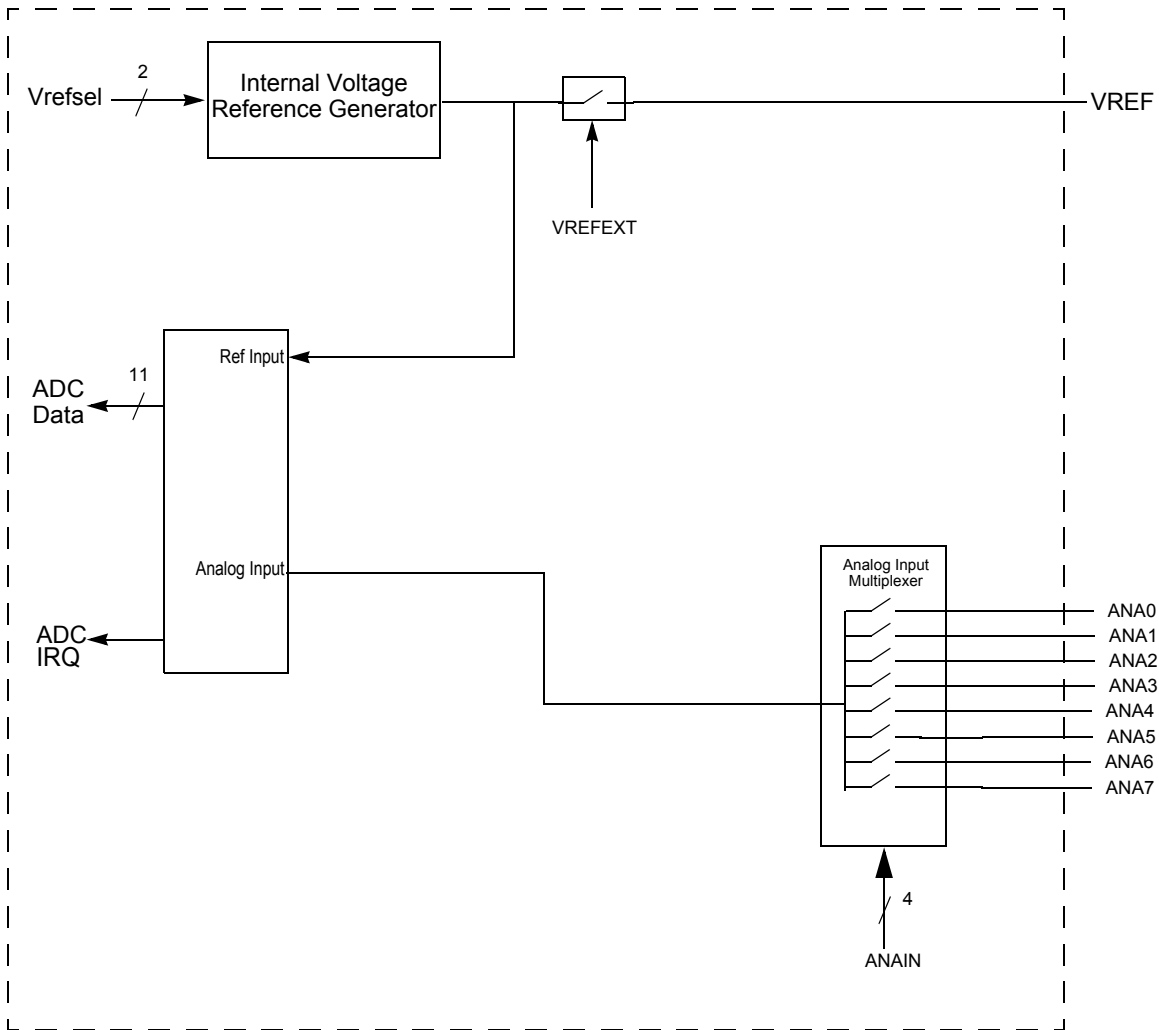 2
Vrefsel
Internal Voltage
Reference Generator
VREF
VREFEXT
Ref Input
11
ADC
Data
Analog Input
ADC
IRQ
Analog Input
Multiplexer
ANA0
ANA1
ANA2
ANA3
ANA4
ANA5
ANA6
ANA7
4
ANAIN